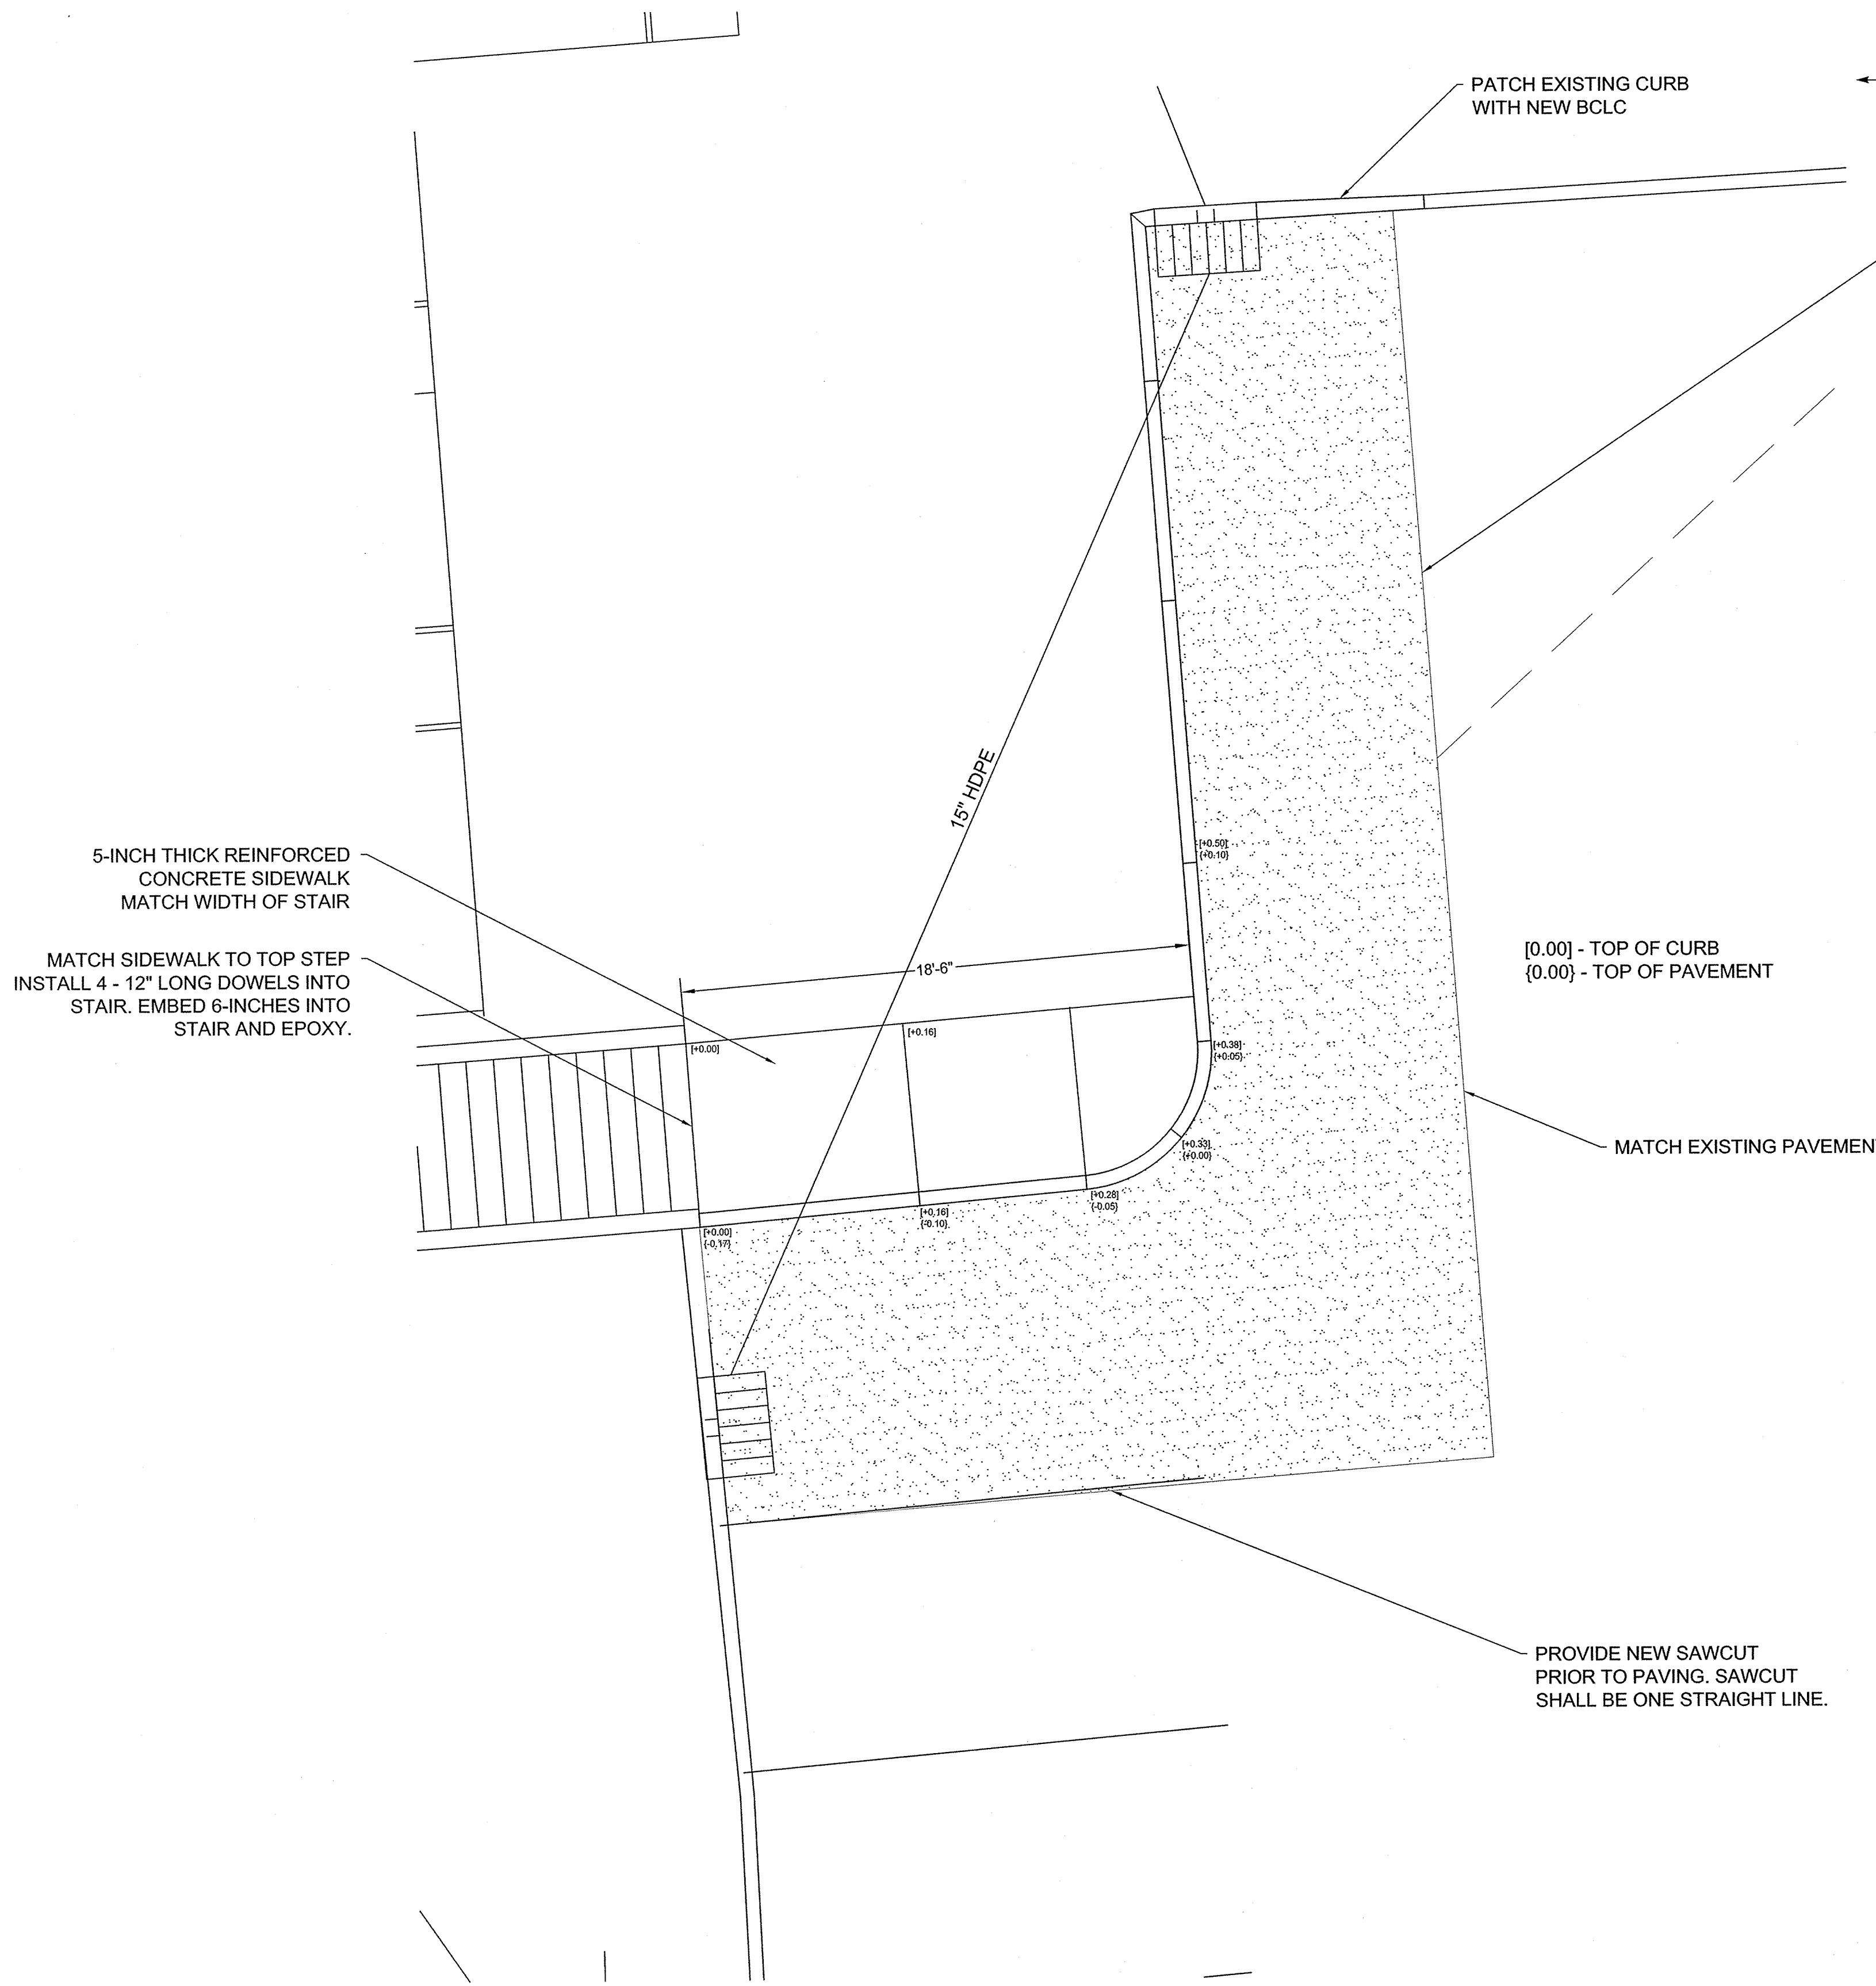 PATCH EXISTING CURB
WITH NEW BCLC
15" HDPE
[+0.50]
{+0.10}
5-INCH THICK REINFORCED
CONCRETE SIDEWALK
MATCH WIDTH OF STAIR
MATCH SIDEWALK TO TOP STEP
INSTALL 4 - 12" LONG DOWELS INTO
STAIR. EMBED 6-INCHES INTO
STAIR AND EPOXY.
18'-6"
[0.00] - TOP OF CURB
{0.00} - TOP OF PAVEMENT
[+0.00]
[+0.16]
[+0.38]
{+0.05}
[+0.33]
{+0.00}
MATCH EXISTING PAVEMEN
[+0.28]
{-0.05}
[+0.16]
{-0.10}
[+0.00]
{-0.17}
PROVIDE NEW SAWCUT
PRIOR TO PAVING. SAWCUT
SHALL BE ONE STRAIGHT LINE.